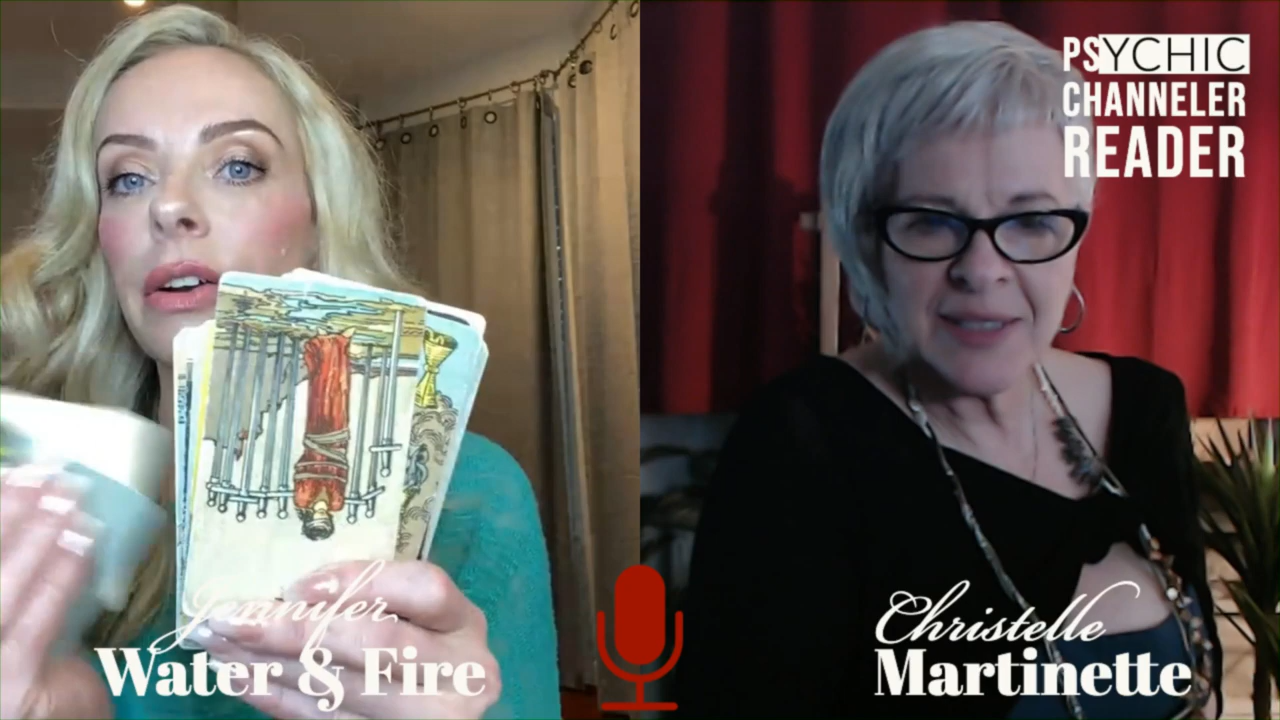 PSYCHIC
CHANNELER
READER
Jennifer
Water & Fire
Christelle
Martinette